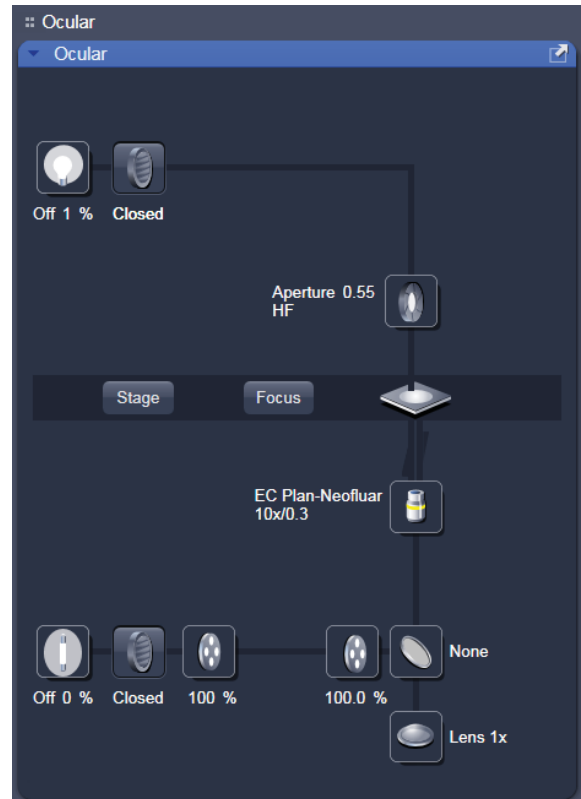 Ocular
Ocular
Off 1 %
Closed
Aperture 0.55
HF
Stage
Focus
EC Plan-Neofluar
10x/0.3
None
Off 0 %
Closed
100 %
100.0 %
Lens 1x